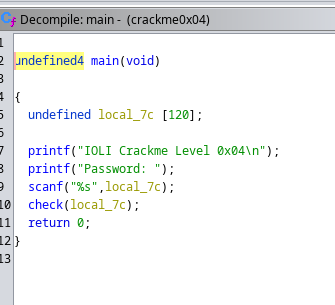 Decompile: main - (crackme0x04)
1
2 undefined4 main(void)
3
4 {
5 undefined local_7c [120];
6
7 printf("IOLI Crackme Level 0x04\n");
8 printf("Password: ");
9 scanf("%s",local_7c);
10 check(local_7c);
11 return 0;
12 }
13